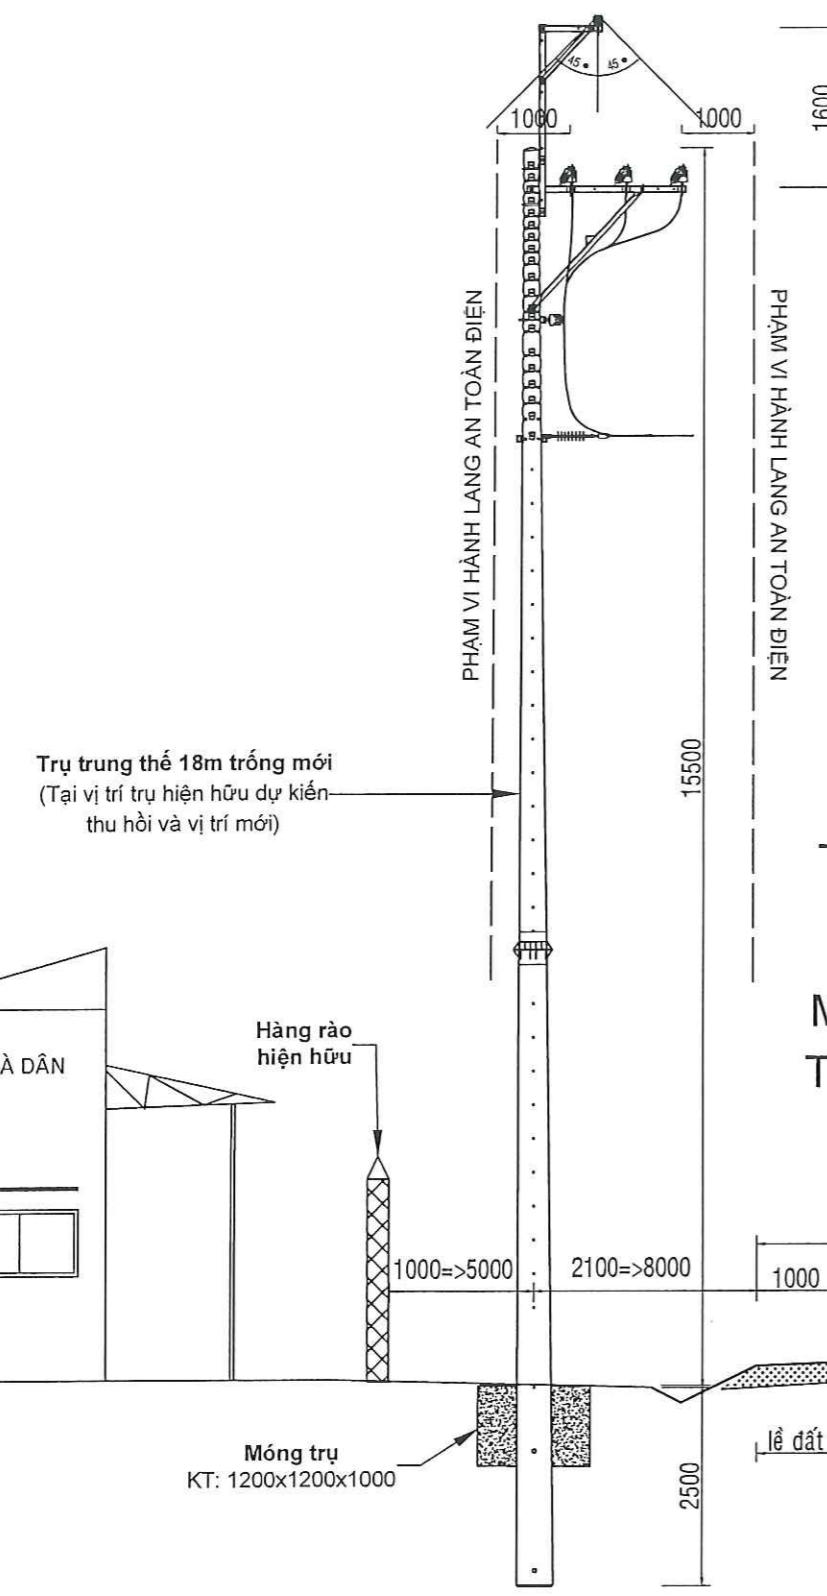 45°
45°
1000
1000
1600
PHẠM VI HÀNH LANG AN TOÀN ĐIỆN
PHẠM VI HÀNH LANG AN TOÀN ĐIỆN
15500
Trụ trung thế 18m trống mới
(Tại vị trí trụ hiện hữu dự kiến
thu hồi và vị trí mới)
Hàng rào
hiện hữu
À DÂN
M
T
1000=>5000
2100=>8000
1000
Móng trụ
KT: 1200x1200x1000
lề đất
2500